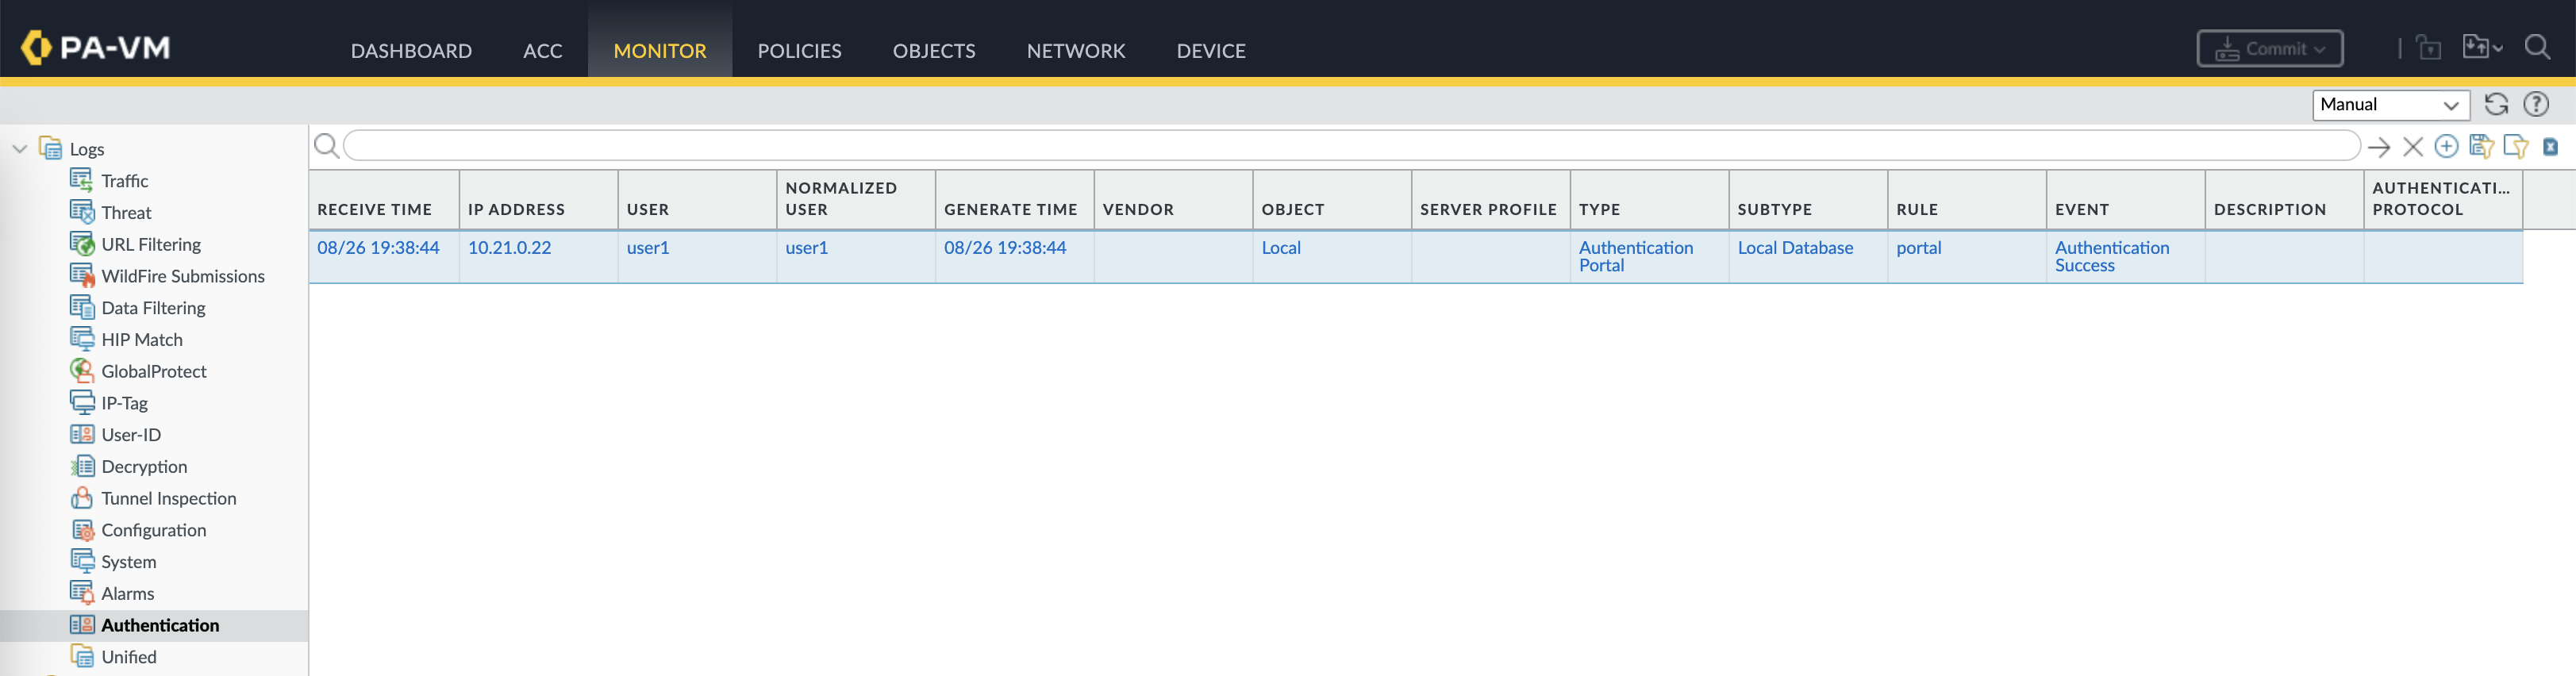 PA-VM
DASHBOARD ACC MONITOR POLICIES OBJECTS NETWORK DEVICE Commit
Manual
Logs
Traffic
Threat
URL Filtering
WildFire Submissions
Data Filtering
HIP Match
GlobalProtect
IP-Tag
User-ID
Decryption
Tunnel Inspection
Configuration
System
Alarms
Authentication
Unified
RECEIVE TIME IP ADDRESS USER NORMALIZED USER GENERATE TIME VENDOR OBJECT SERVER PROFILE TYPE SUBTYPE RULE EVENT DESCRIPTION AUTHENTICATI... PROTOCOL
08/26 19:38:44 10.21.0.22 user1 user1 08/26 19:38:44 Local Authentication Portal Local Database portal Authentication Success